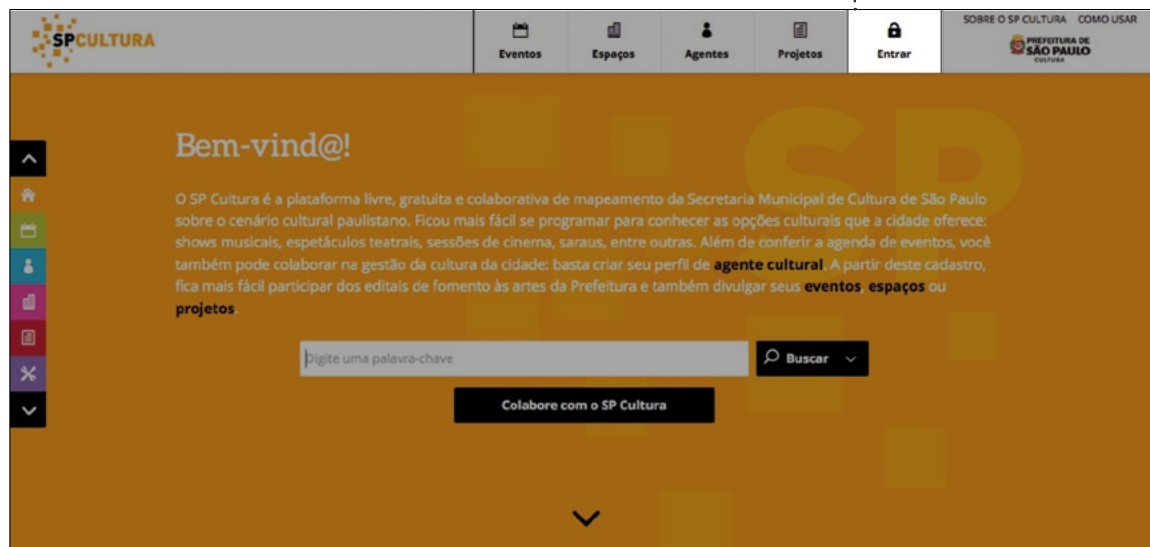 SPCULTURA
Eventos
Espaços
Agentes
Projetos
Entrar
SOBRE O SP CULTURA COMO USAR
PREFEITURA DE
SÃO PAULO
CULTURA
SP
Bem-vind@!
O SP Cultura é a plataforma livre, gratuita e colaborativa de mapeamento da Secretaria Municipal de Cultura de São Paulo
sobre o cenário cultural paulistano. Ficou mais fácil se programar para conhecer as opções culturais que a cidade oferece:
shows musicais, espetáculos teatrais, sessões de cinema, saraus, entre outras. Além de conferir a agenda de eventos, você
também pode colaborar na gestão da cultura da cidade: basta criar seu perfil de agente cultural. A partir deste cadastro,
fica mais fácil participar dos editais de fomento às artes da Prefeitura e também divulgar seus eventos, espaços ou
projetos.
Digite uma palavra-chave
Buscar
Colabore com o SP Cultura